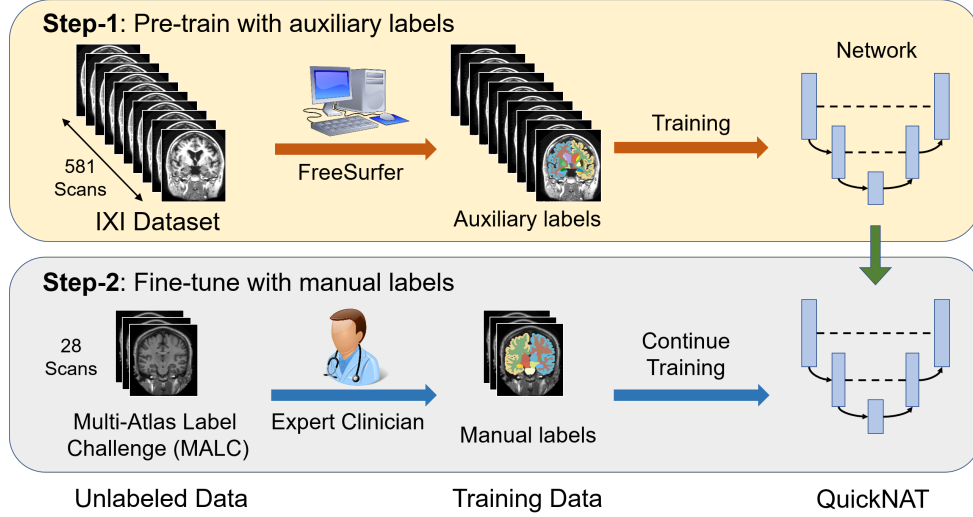 Step-1: Pre-train with auxiliary labels
Network
Training
581
Scans
FreeSurfer
IXI Dataset
Auxiliary labels
Step-2: Fine-tune with manual labels
28
Scans
Continue
Training
Multi-Atlas Label
Challenge (MALC)
Expert Clinician
Manual labels
Unlabeled Data
Training Data
QuickNAT